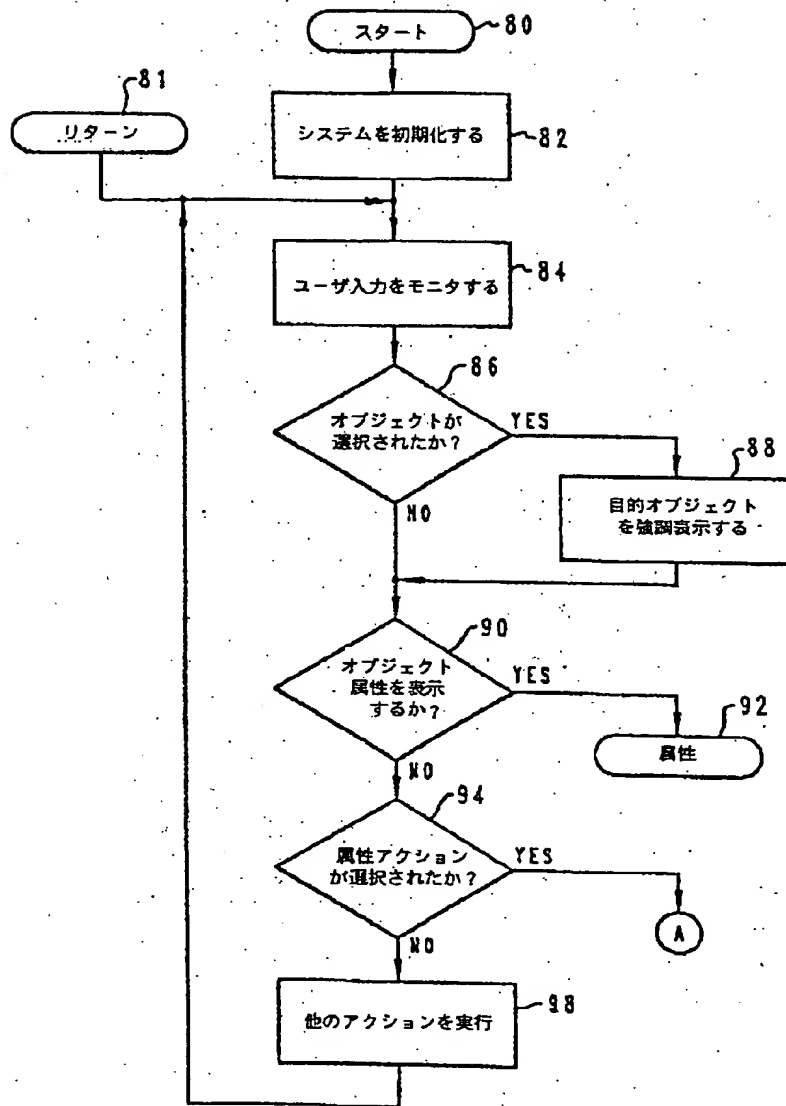 スタート
80
81
リターン
システムを初期化する
82
ユーザ入力をモニタする
84
86
オブジェクトが
選択されたか?
YES
88
目的オブジェクト
を強調表示する
NO
90
オブジェクト
属性を表示
するか?
YES
92
属性
NO
94
属性アクション
が選択されたか?
YES
A
NO
他のアクションを実行
98